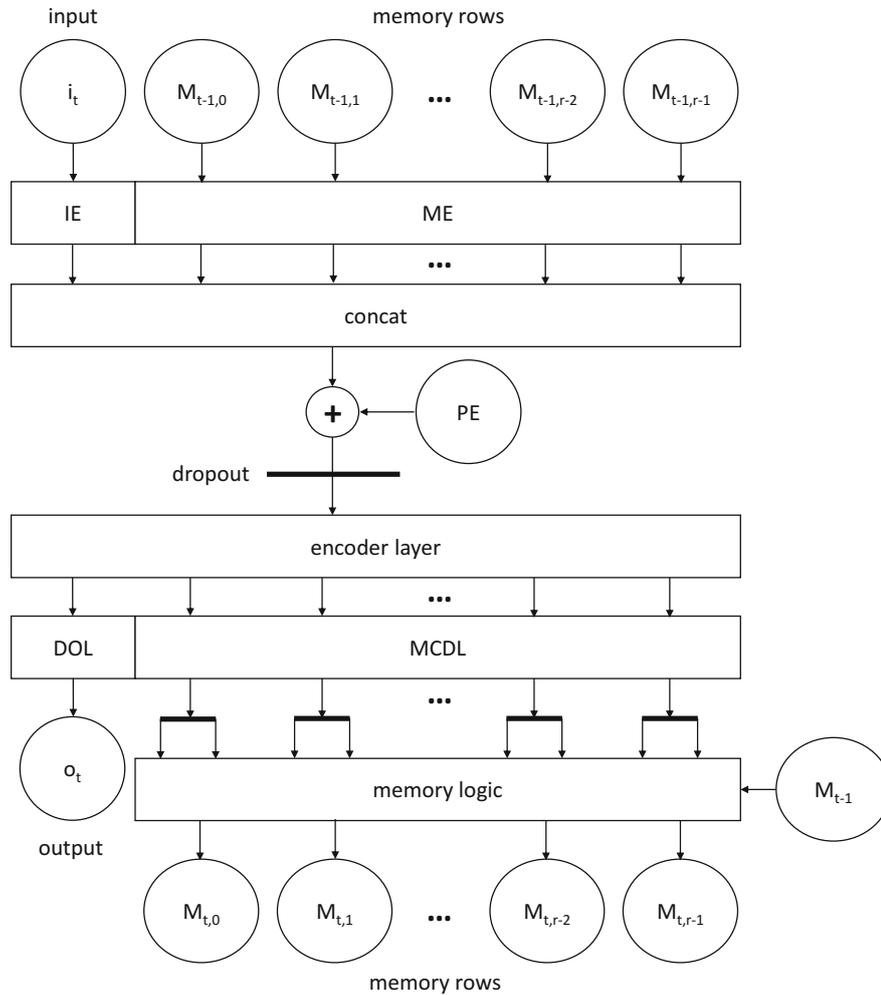 input memory rows
i_t M_t-1,0 M_t-1,1 ... M_t-1,r-2 M_t-1,r-1
IE ME
...
concat
+ PE
dropout
encoder layer
...
DOL MCDL
...
o_t memory logic M_t-1
output
M_t,0 M_t,1 ... M_t,r-2 M_t,r-1
memory rows